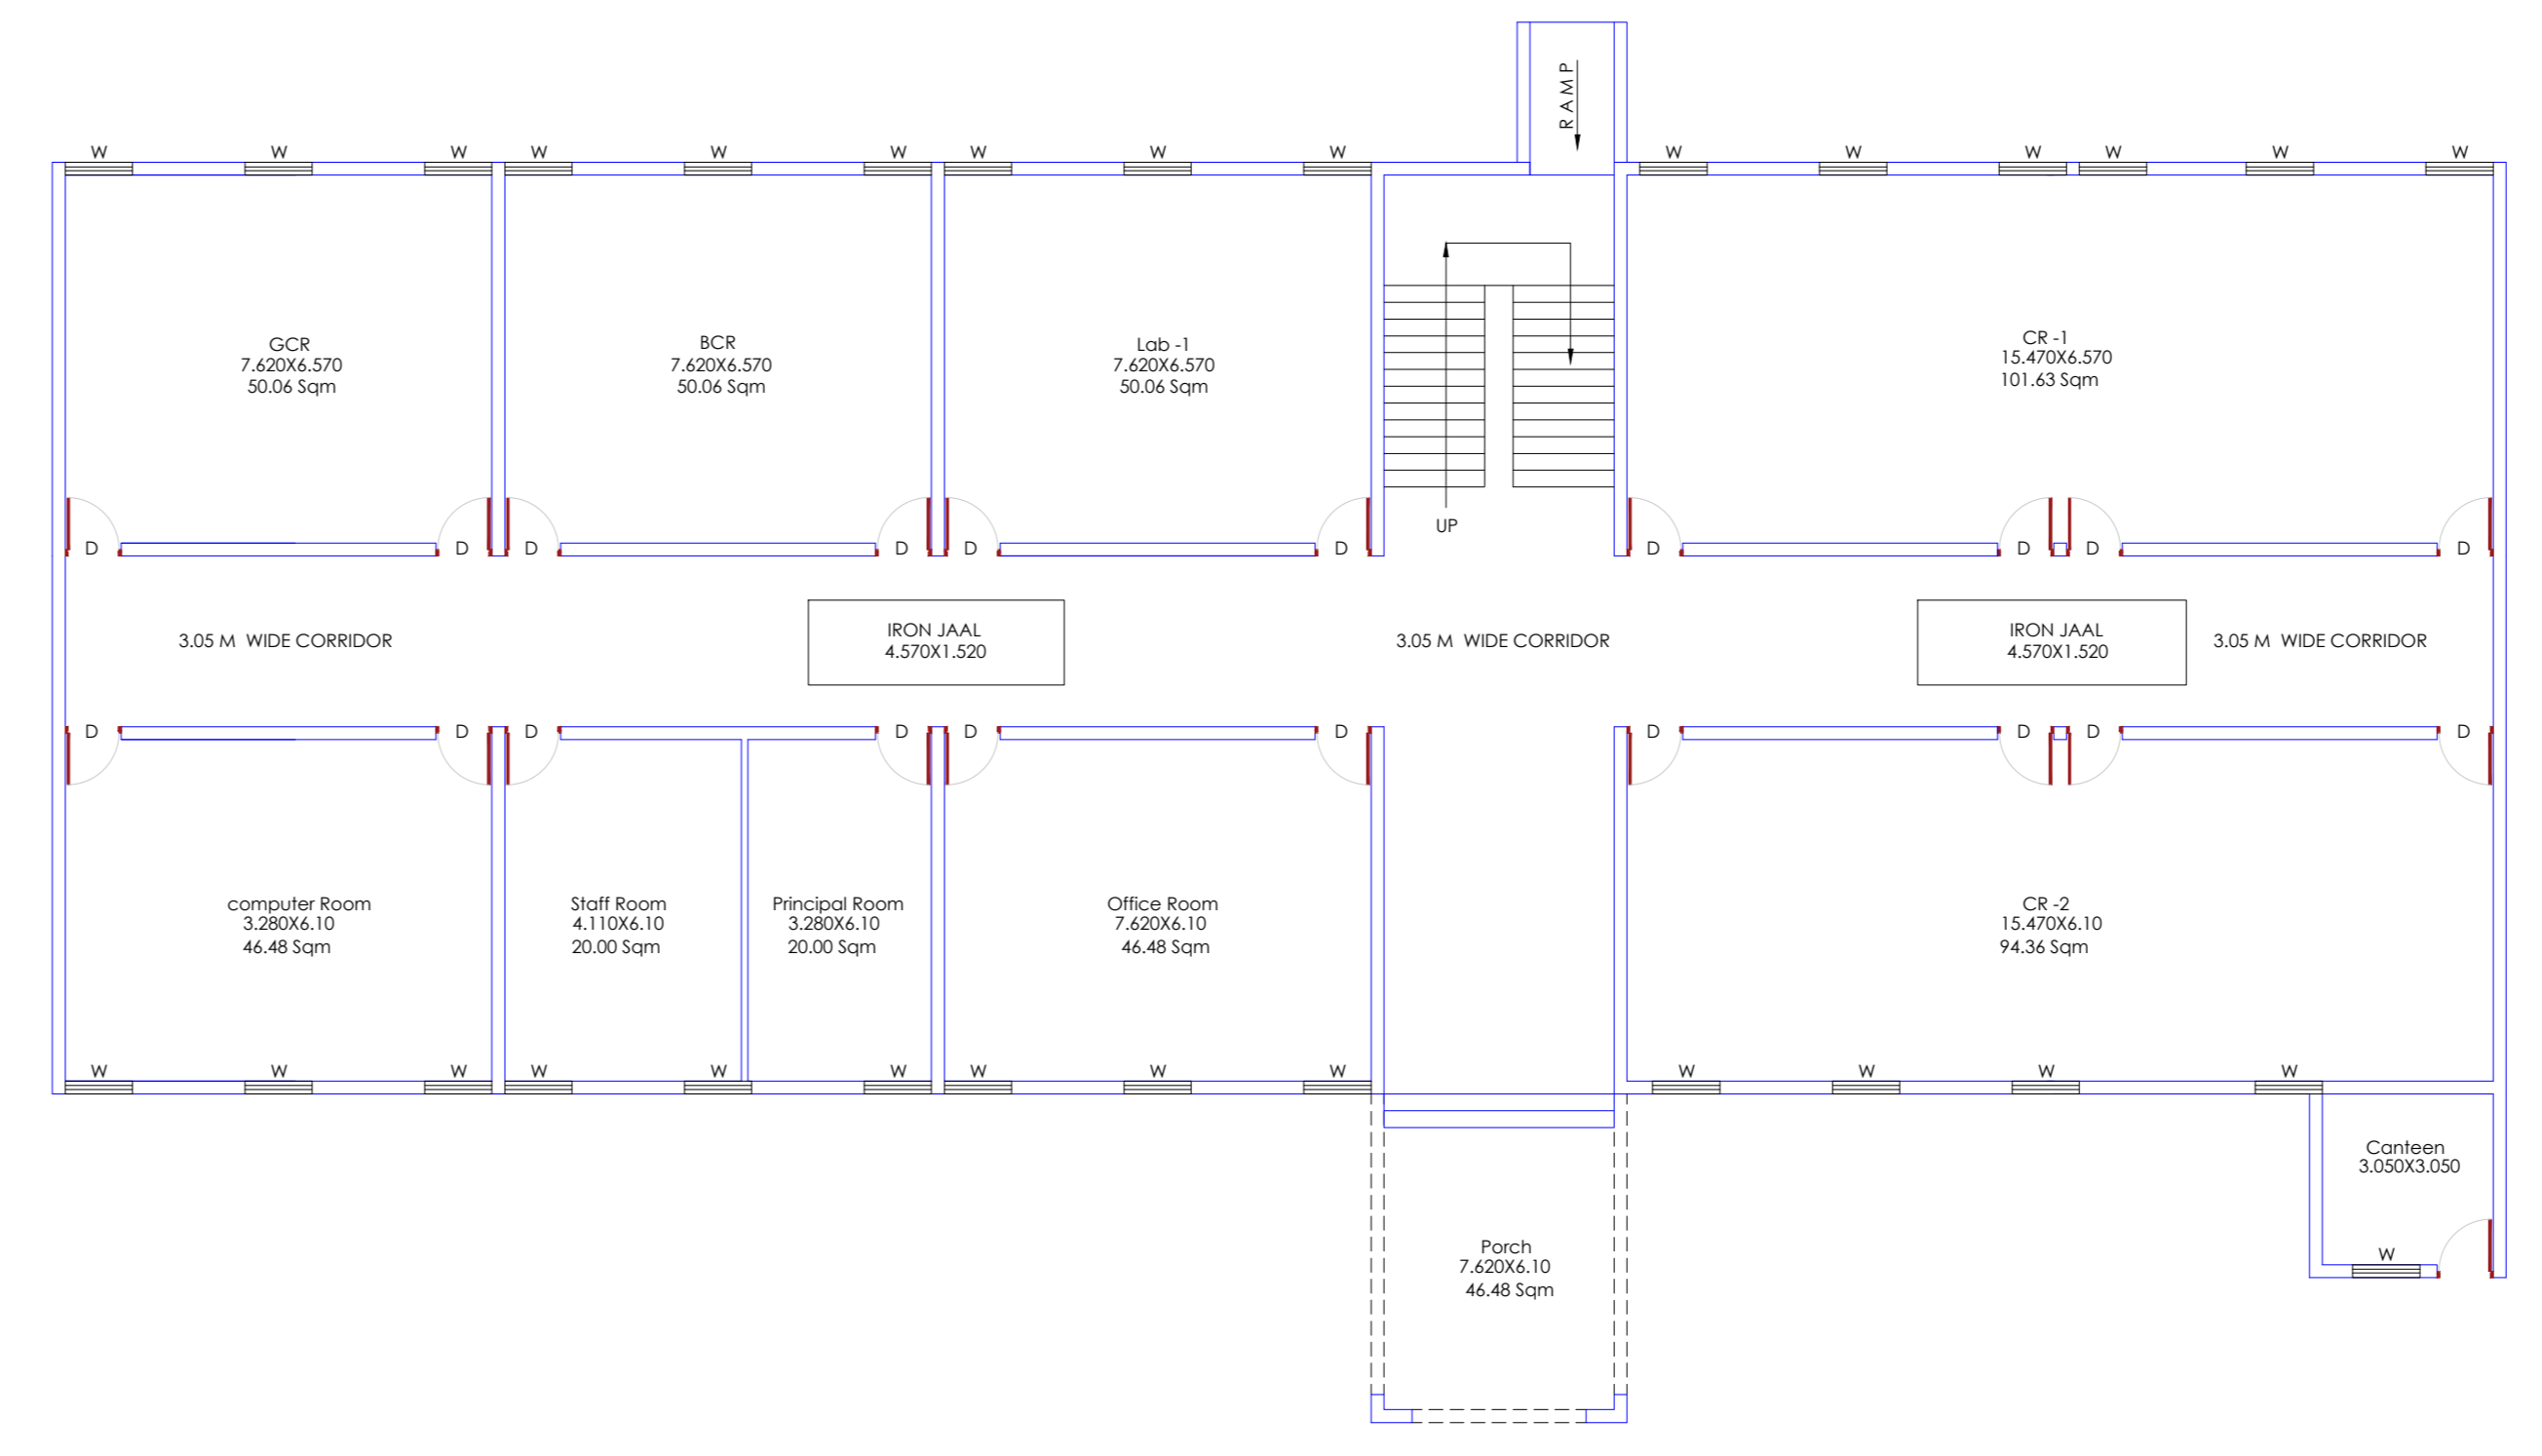 RAMP
W W W W W W W W W W W W W W W
GCR
7.620X6.570
50.06 Sqm
BCR
7.620X6.570
50.06 Sqm
Lab -1
7.620X6.570
50.06 Sqm
CR -1
15.470X6.570
101.63 Sqm
UP
D D D D D D D D D D
3.05 M WIDE CORRIDOR
IRON JAAL
4.570X1.520
3.05 M WIDE CORRIDOR
IRON JAAL
4.570X1.520
3.05 M WIDE CORRIDOR
D D D D D D D D D D
computer Room
3.280X6.10
46.48 Sqm
Staff Room
4.110X6.10
20.00 Sqm
Principal Room
3.280X6.10
20.00 Sqm
Office Room
7.620X6.10
46.48 Sqm
CR -2
15.470X6.10
94.36 Sqm
W W W W W W W W W W W W W
Canteen
3.050X3.050
W
Porch
7.620X6.10
46.48 Sqm